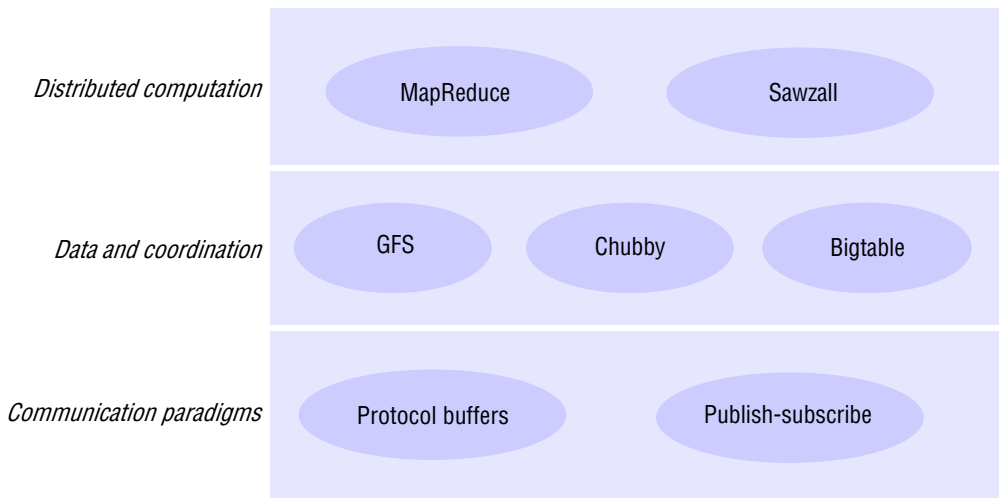 Distributed computation
MapReduce
Sawzall
Data and coordination
GFS
Chubby
Bigtable
Communication paradigms
Protocol buffers
Publish-subscribe